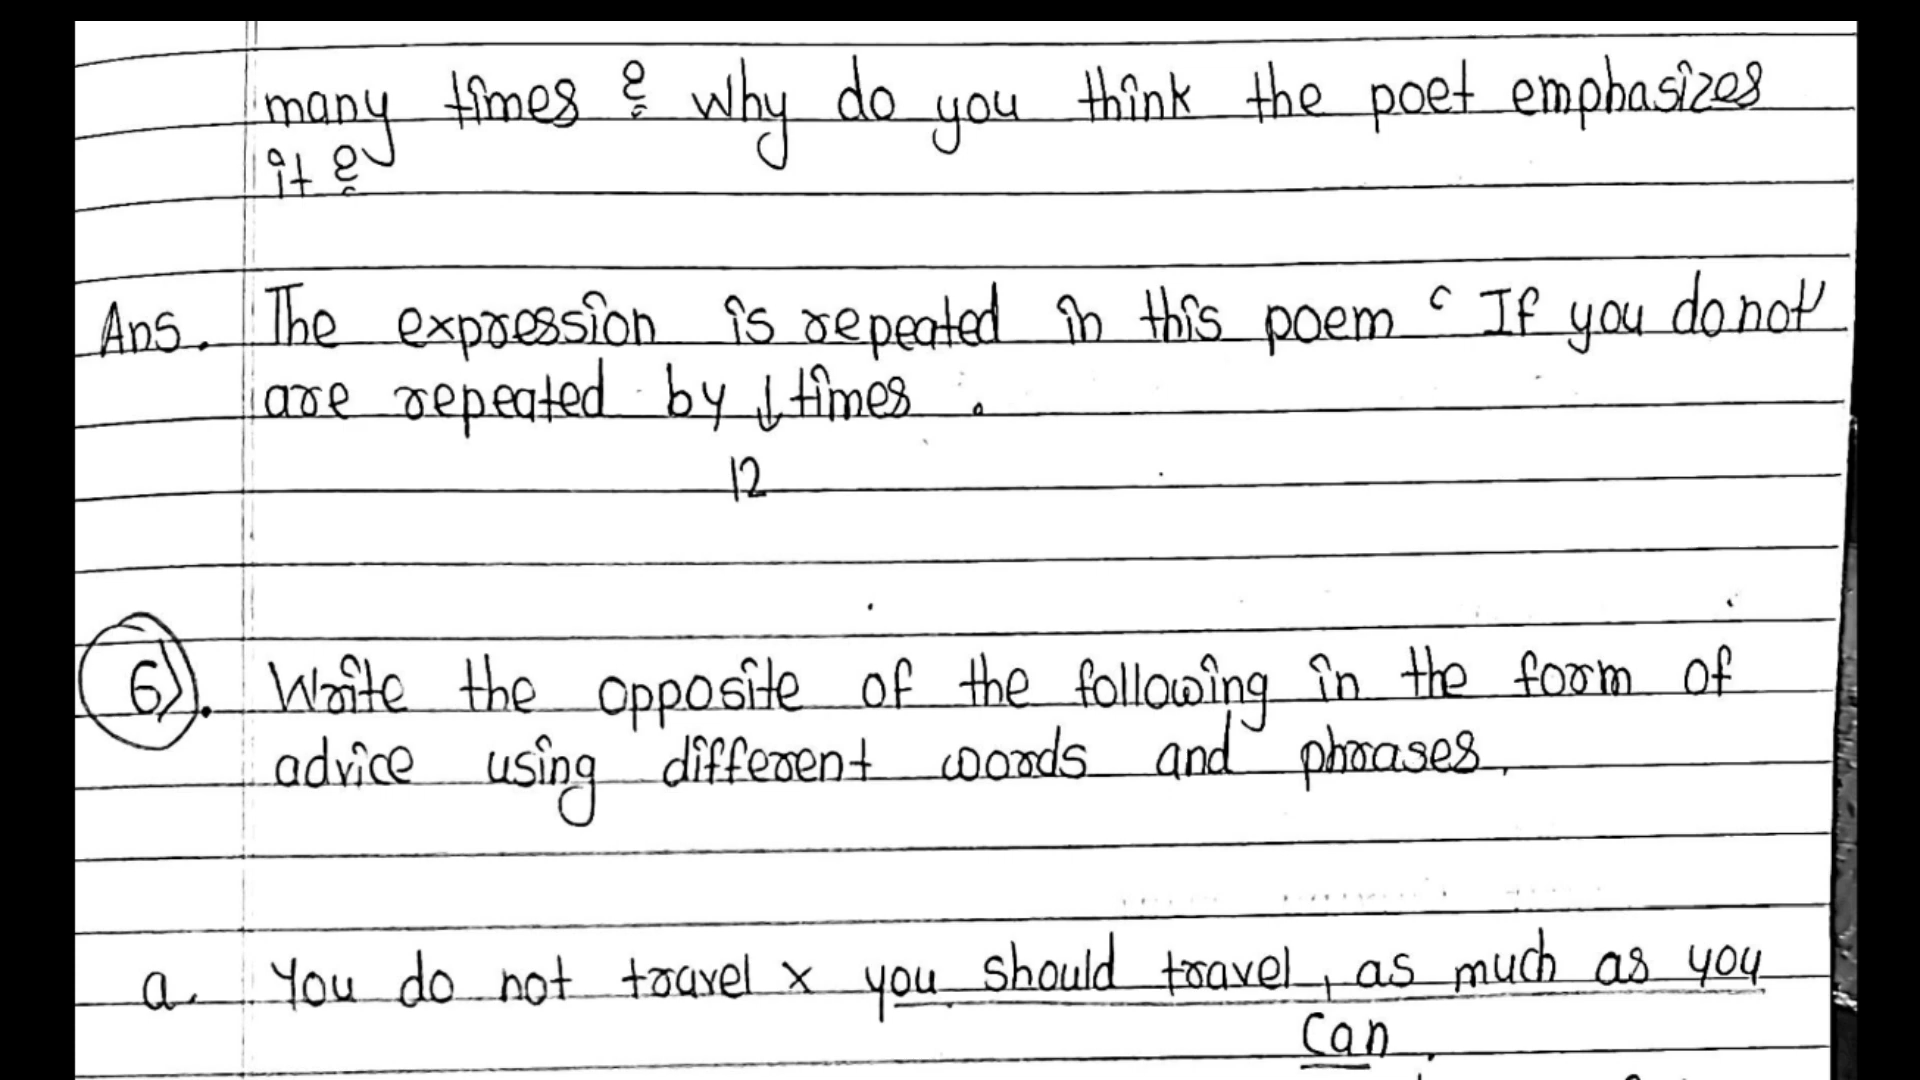 many times ? why do you think the poet emphasizes
it ?
Ans. The expression is repeated in this poem ‘ If you do not
are repeated by ↓ times .
12
6). Write the opposite of the following in the form of
advice using different words and phrases.
a. You do not travel x you should travel, as much as you
can.